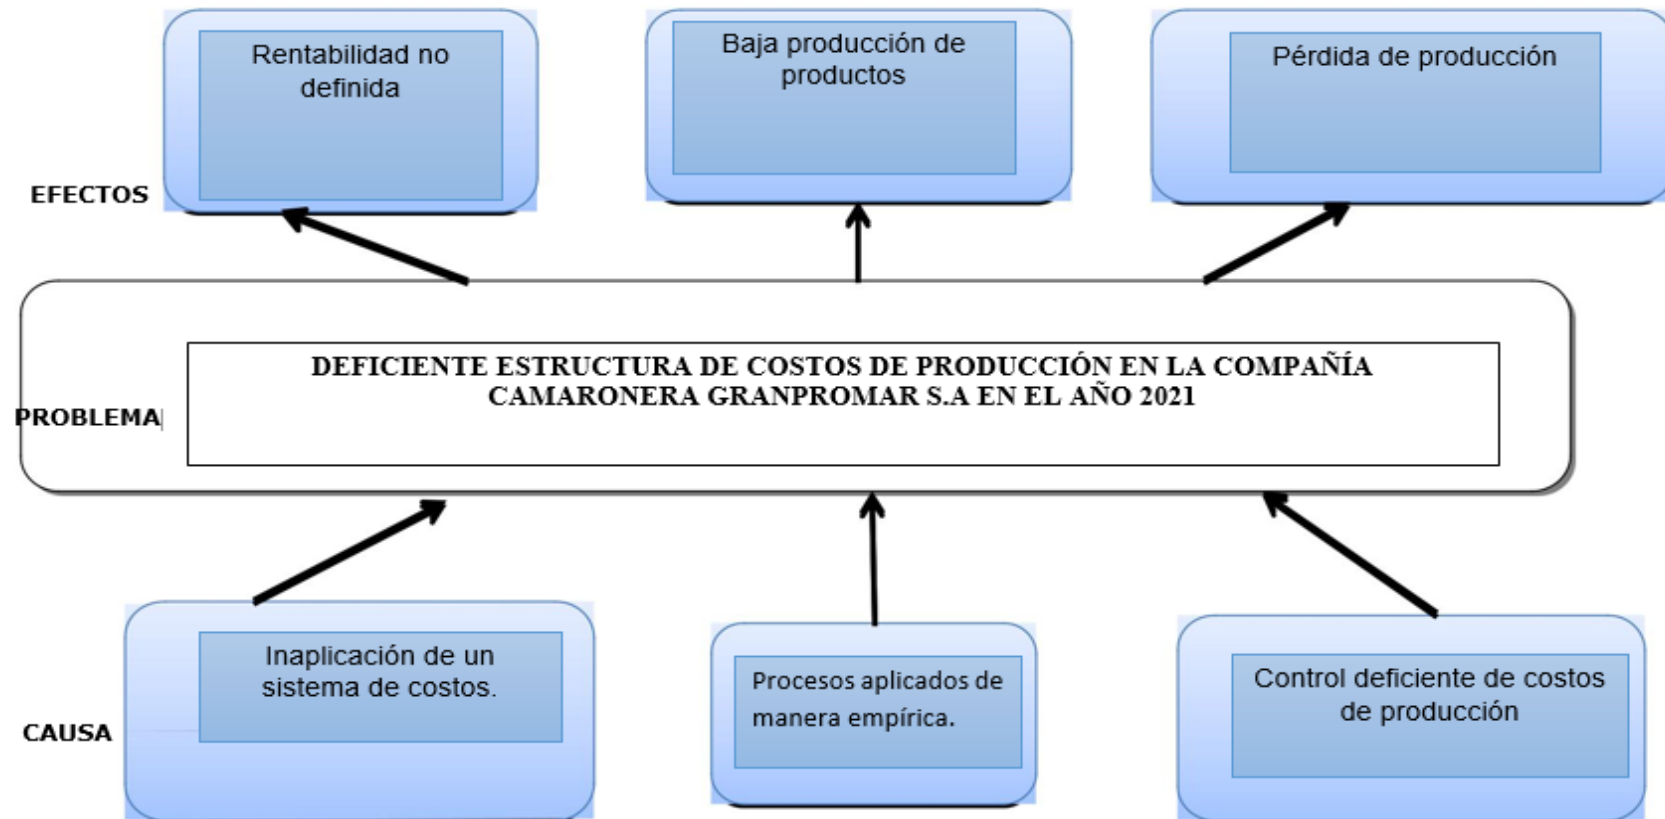 Rentabilidad no
definida
Baja producción de
productos
Pérdida de producción
EFECTOS
DEFICIENTE ESTRUCTURA DE COSTOS DE PRODUCCIÓN EN LA COMPAÑÍA
CAMARONERA GRANPROMAR S.A EN EL AÑO 2021
PROBLEMA
Inaplicación de un
sistema de costos.
Procesos aplicados de
manera empírica.
Control deficiente de costos
de producción
CAUSA